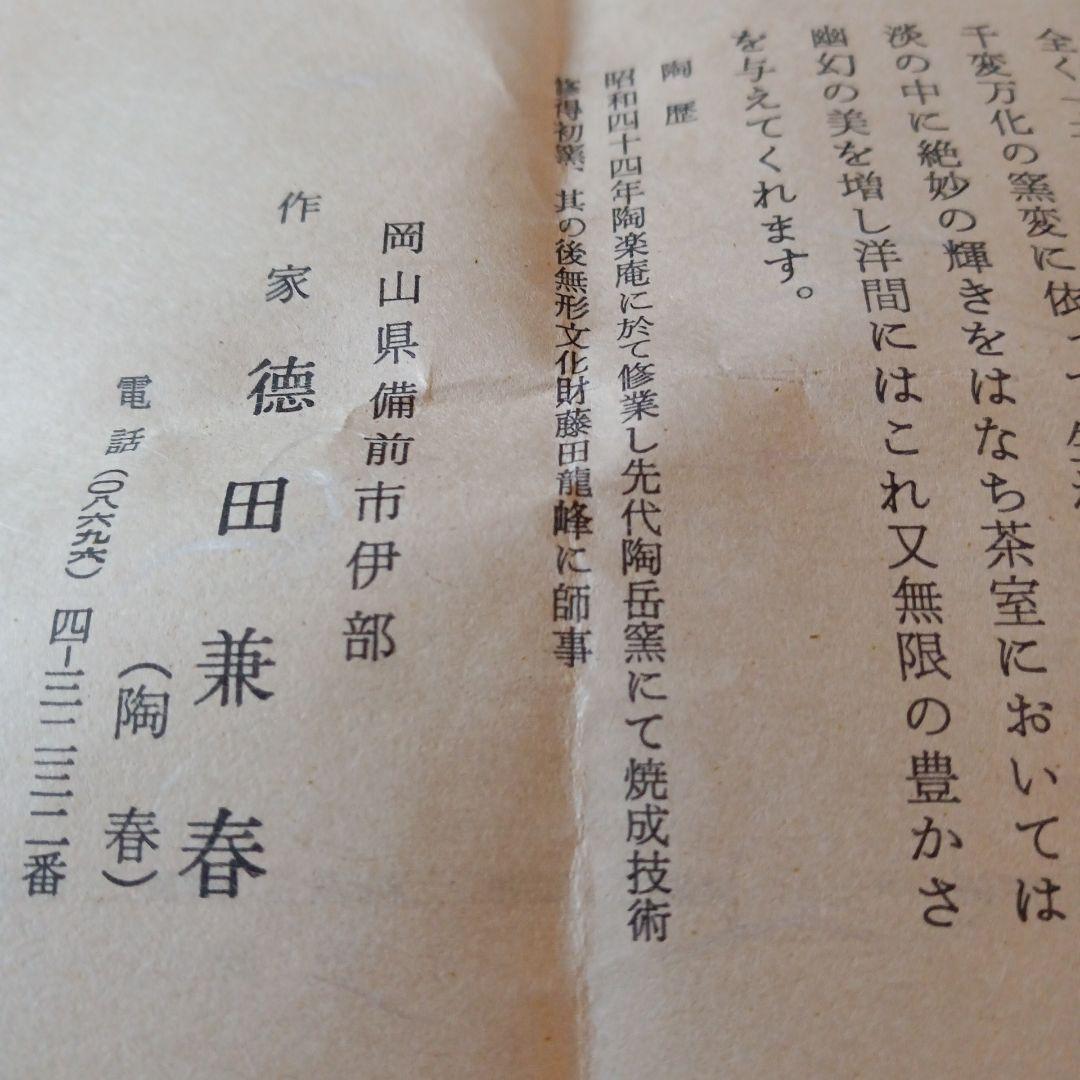 全く
千変万化の窯変に依って生
淡の中に絶妙の輝きをはなち茶室においては
幽幻の美を増し洋間にはこれ又無限の豊かさ
を与えてくれます。
陶歴
昭和四十四年陶楽庵に於て修業し先代陶岳窯にて焼成技術
修得初窯、其の後無形文化財藤田龍峰に師事
岡山県備前市伊部
作家 德田兼春
(陶春)
電話(〇八六九六)四-三二三二番